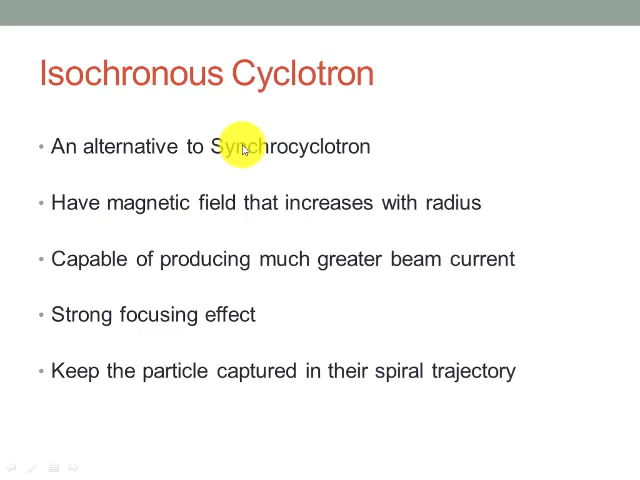 Isochronous Cyclotron
• An alternative to Synchrocyclotron
• Have magnetic field that increases with radius
• Capable of producing much greater beam current
• Strong focusing effect
• Keep the particle captured in their spiral trajectory